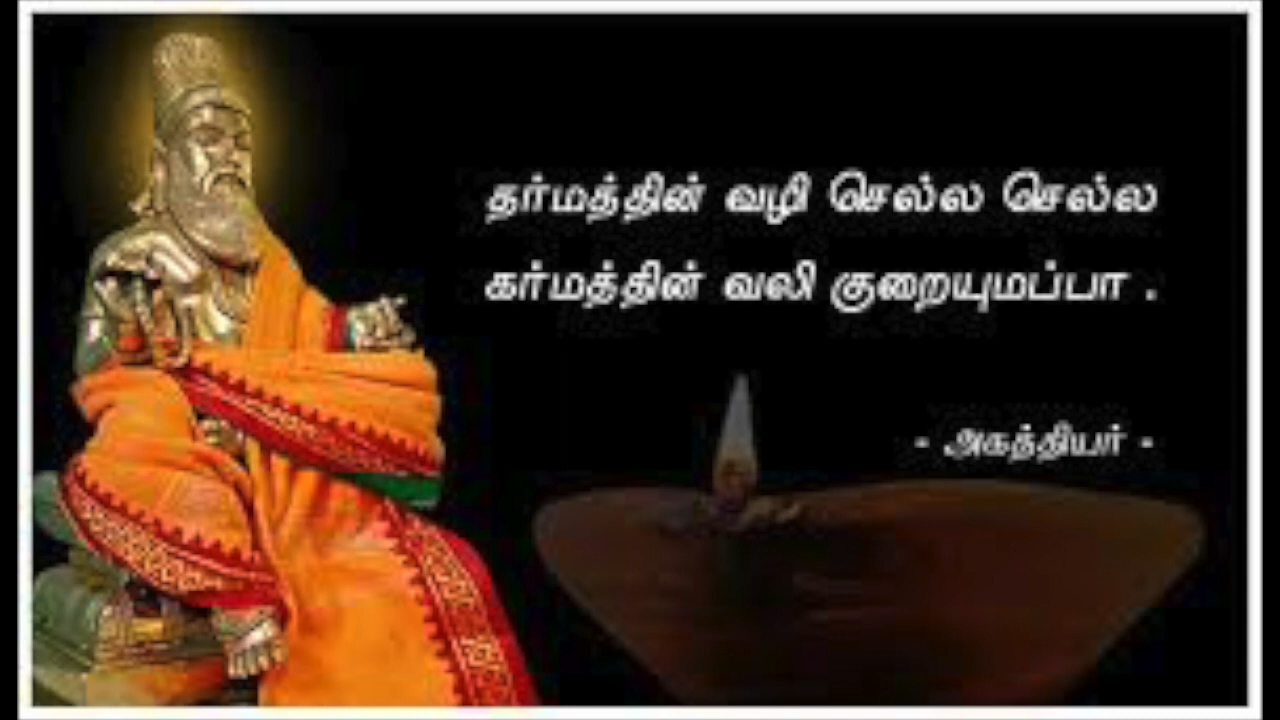 தர்மத்தின் வழி செல்ல செல்ல
கர்மத்தின் வலி குறையுமப்பா .
- அகத்தியர் -